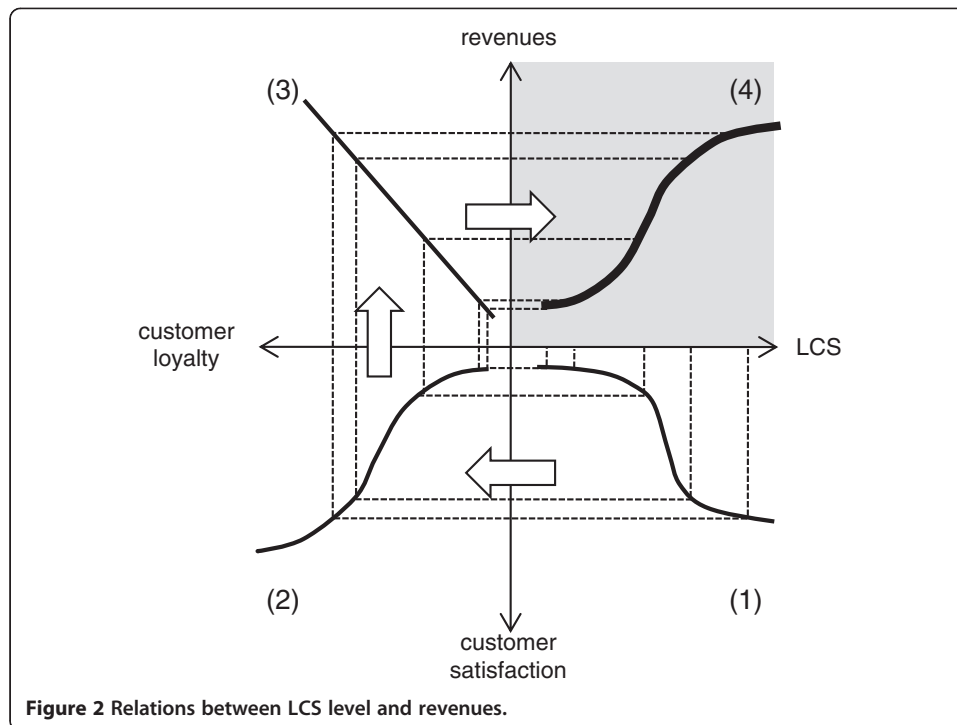 revenues
(3)
(4)
customer
loyalty
LCS
(2)
(1)
customer
satisfaction
Figure 2 Relations between LCS level and revenues.